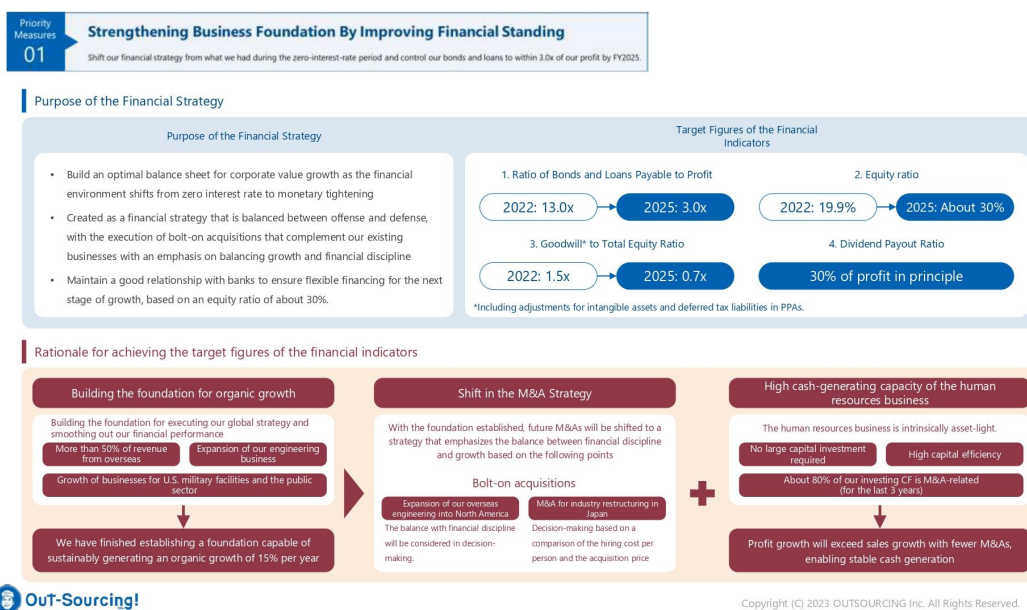 Priority
Measures
01
Strengthening Business Foundation By Improving Financial Standing
Shift our financial strategy from what we had during the zero-interest-rate period and control our bonds and loans to within 3.0x of our profit by FY2025.
Purpose of the Financial Strategy
Purpose of the Financial Strategy
• Build an optimal balance sheet for corporate value growth as the financial
environment shifts from zero interest rate to monetary tightening
• Created as a financial strategy that is balanced between offense and defense,
with the execution of bolt-on acquisitions that complement our existing
businesses with an emphasis on balancing growth and financial discipline
• Maintain a good relationship with banks to ensure flexible financing for the next
stage of growth, based on an equity ratio of about 30%.
Target Figures of the Financial
Indicators
1. Ratio of Bonds and Loans Payable to Profit
2022: 13.0x
2025: 3.0x
2. Equity ratio
2022: 19.9%
2025: About 30%
3. Goodwill* to Total Equity Ratio
2022: 1.5x
2025: 0.7x
4. Dividend Payout Ratio
30% of profit in principle
*Including adjustments for intangible assets and deferred tax liabilities in PPAs.
Rationale for achieving the target figures of the financial indicators
Building the foundation for organic growth
Building the foundation for executing our global strategy and
smoothing out our financial performance
More than 50% of revenue
from overseas
Expansion of our engineering
business
Growth of businesses for U.S. military facilities and the public
sector
We have finished establishing a foundation capable of
sustainably generating an organic growth of 15% per year
Shift in the M&A Strategy
With the foundation established, future M&As will be shifted to a
strategy that emphasizes the balance between financial discipline
and growth based on the following points
Bolt-on acquisitions
Expansion of our overseas
engineering into North America
The balance with financial discipline
will be considered in decision-
making.
M&A for industry restructuring in
Japan
Decision-making based on a
comparison of the hiring cost per
person and the acquisition price
High cash-generating capacity of the human
resources business
The human resources business is intrinsically asset-light.
No large capital investment
required
High capital efficiency
About 80% of our investing CF is M&A-related
(for the last 3 years)
Profit growth will exceed sales growth with fewer M&As,
enabling stable cash generation
OuT-Sourcing!
Copyright (C) 2023 OUTSOURCING Inc. All Rights Reserved.